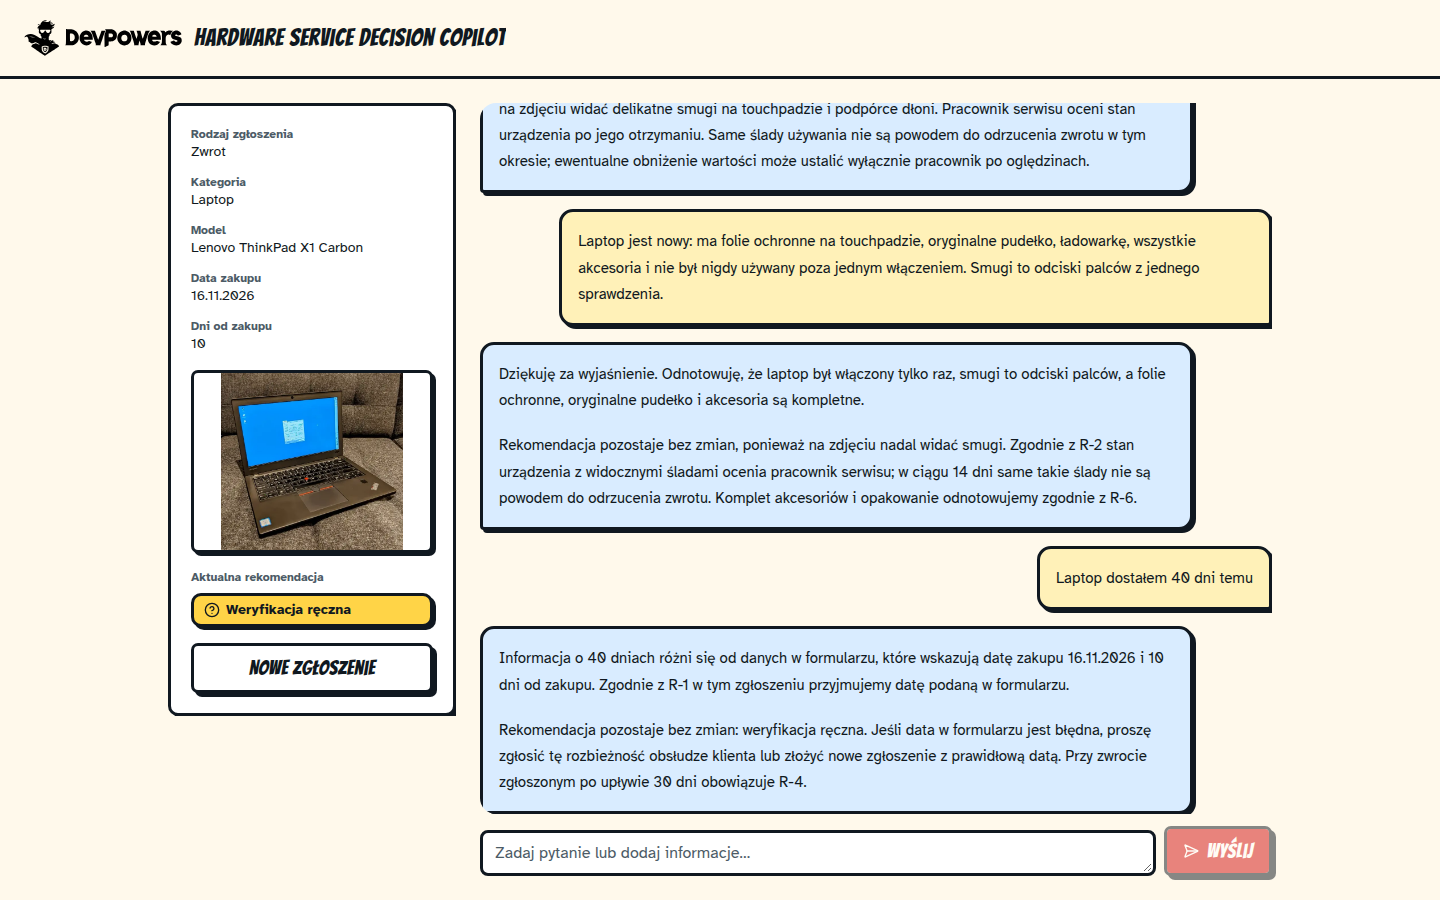 DevPowers HARDWARE SERVICE DECISION COPILOT
Rodzaj zgłoszenia
Zwrot
Kategoria
Laptop
Model
Lenovo ThinkPad X1 Carbon
Data zakupu
16.11.2026
Dni od zakupu
10
Aktualna rekomendacja
Weryfikacja ręczna
NOWE ZGŁOSZENIE
na zdjęciu widać delikatne smugi na touchpadzie i podpórce dłoni. Pracownik serwisu oceni stan
urządzenia po jego otrzymaniu. Same ślady używania nie są powodem do odrzucenia zwrotu w tym
okresie; ewentualne obniżenie wartości może ustalić wyłącznie pracownik po oględzinach.
Laptop jest nowy: ma folie ochronne na touchpadzie, oryginalne pudełko, ładowarkę, wszystkie
akcesoria i nie był nigdy używany poza jednym włączeniem. Smugi to odciski palców z jednego
sprawdzenia.
Dziękuję za wyjaśnienie. Odnotowuję, że laptop był włączony tylko raz, smugi to odciski palców, a folie
ochronne, oryginalne pudełko i akcesoria są kompletne.
Rekomendacja pozostaje bez zmian, ponieważ na zdjęciu nadal widać smugi. Zgodnie z R-2 stan
urządzenia z widocznymi śladami ocenia pracownik serwisu; w ciągu 14 dni same takie ślady nie są
powodem do odrzucenia zwrotu. Komplet akcesoriów i opakowanie odnotowujemy zgodnie z R-6.
Laptop dostałem 40 dni temu
Informacja o 40 dniach różni się od danych w formularzu, które wskazują datę zakupu 16.11.2026 i 10
dni od zakupu. Zgodnie z R-1 w tym zgłoszeniu przyjmujemy datę podaną w formularzu.
Rekomendacja pozostaje bez zmian: weryfikacja ręczna. Jeśli data w formularzu jest błędna, proszę
zgłosić tę rozbieżność obsłudze klienta lub złożyć nowe zgłoszenie z prawidłową datą. Przy zwrocie
zgłoszonym po upływie 30 dni obowiązuje R-4.
Zadaj pytanie lub dodaj informacje...
WYŚLIJ